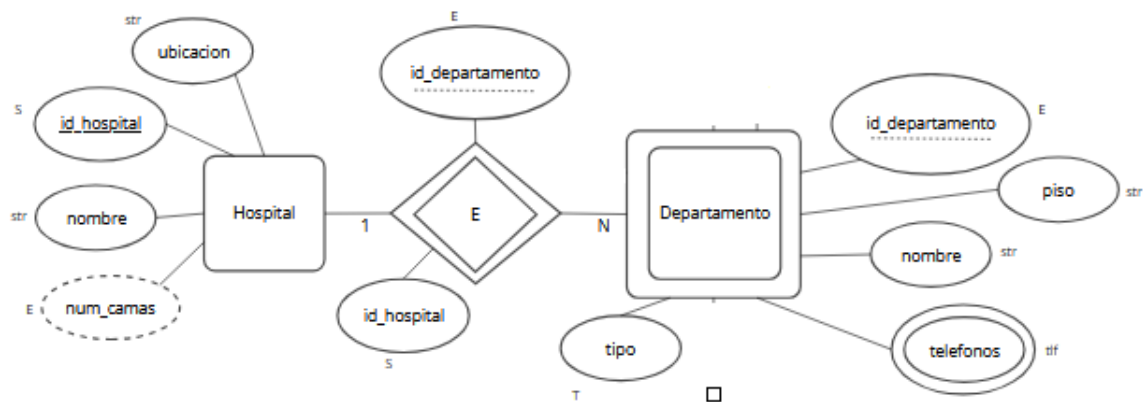 str
ubicacion
S
id_hospital
str
nombre
E
num_camas
Hospital
1
E
id_departamento
E
id_hospital
S
N
Departamento
id_departamento
E
piso
str
nombre
str
telefonos
tlf
tipo
T